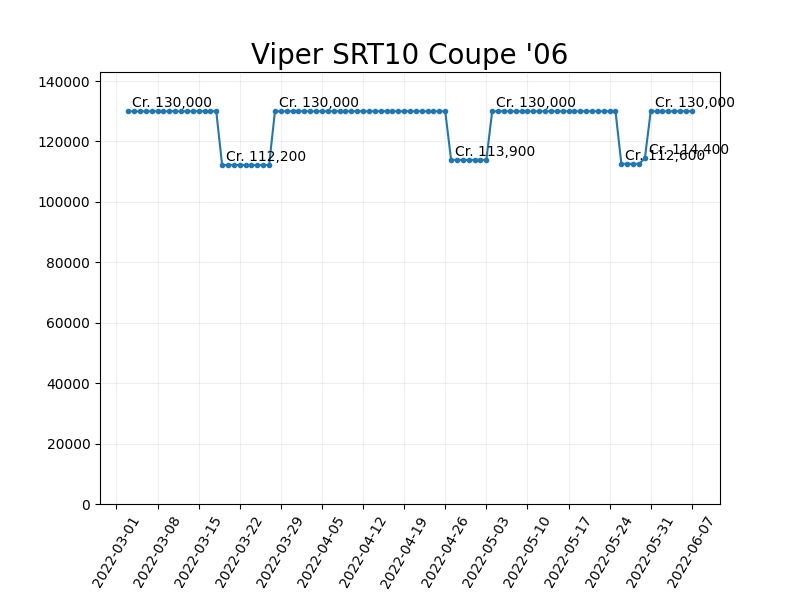 Viper SRT10 Coupe '06
140000
120000
100000
80000
60000
40000
20000
0
Cr. 130,000
Cr. 112,200
Cr. 130,000
Cr. 113,900
Cr. 130,000
Cr. 112,600
Cr. 114,400
Cr. 130,000
2022-03-01
2022-03-08
2022-03-15
2022-03-22
2022-03-29
2022-04-05
2022-04-12
2022-04-19
2022-04-26
2022-05-03
2022-05-10
2022-05-17
2022-05-24
2022-05-31
2022-06-07